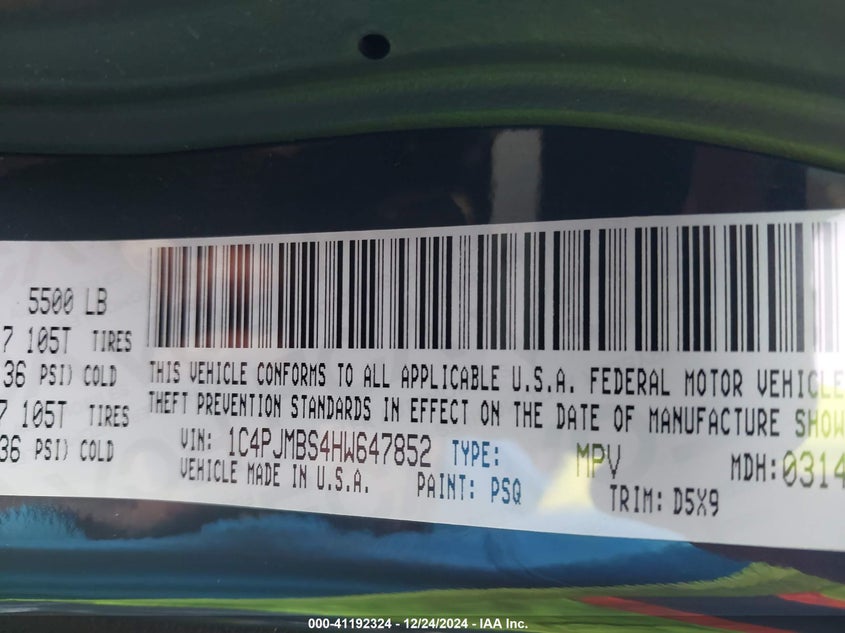 5500 LB
7 105T TIRES
36 PSI) COLD
7 105T TIRES
36 PSI) COLD
THIS VEHICLE CONFORMS TO ALL APPLICABLE U.S.A. FEDERAL MOTOR VEHICLE
THEFT PREVENTION STANDARDS IN EFFECT ON THE DATE OF MANUFACTURE SHOW
VIN: 1C4PJMBS4HW647852 TYPE: MPV MDH: 0314
VEHICLE MADE IN U.S.A. PAINT: PSQ TRIM: D5X9
000-41192324 - 12/24/2024 - IAA Inc.